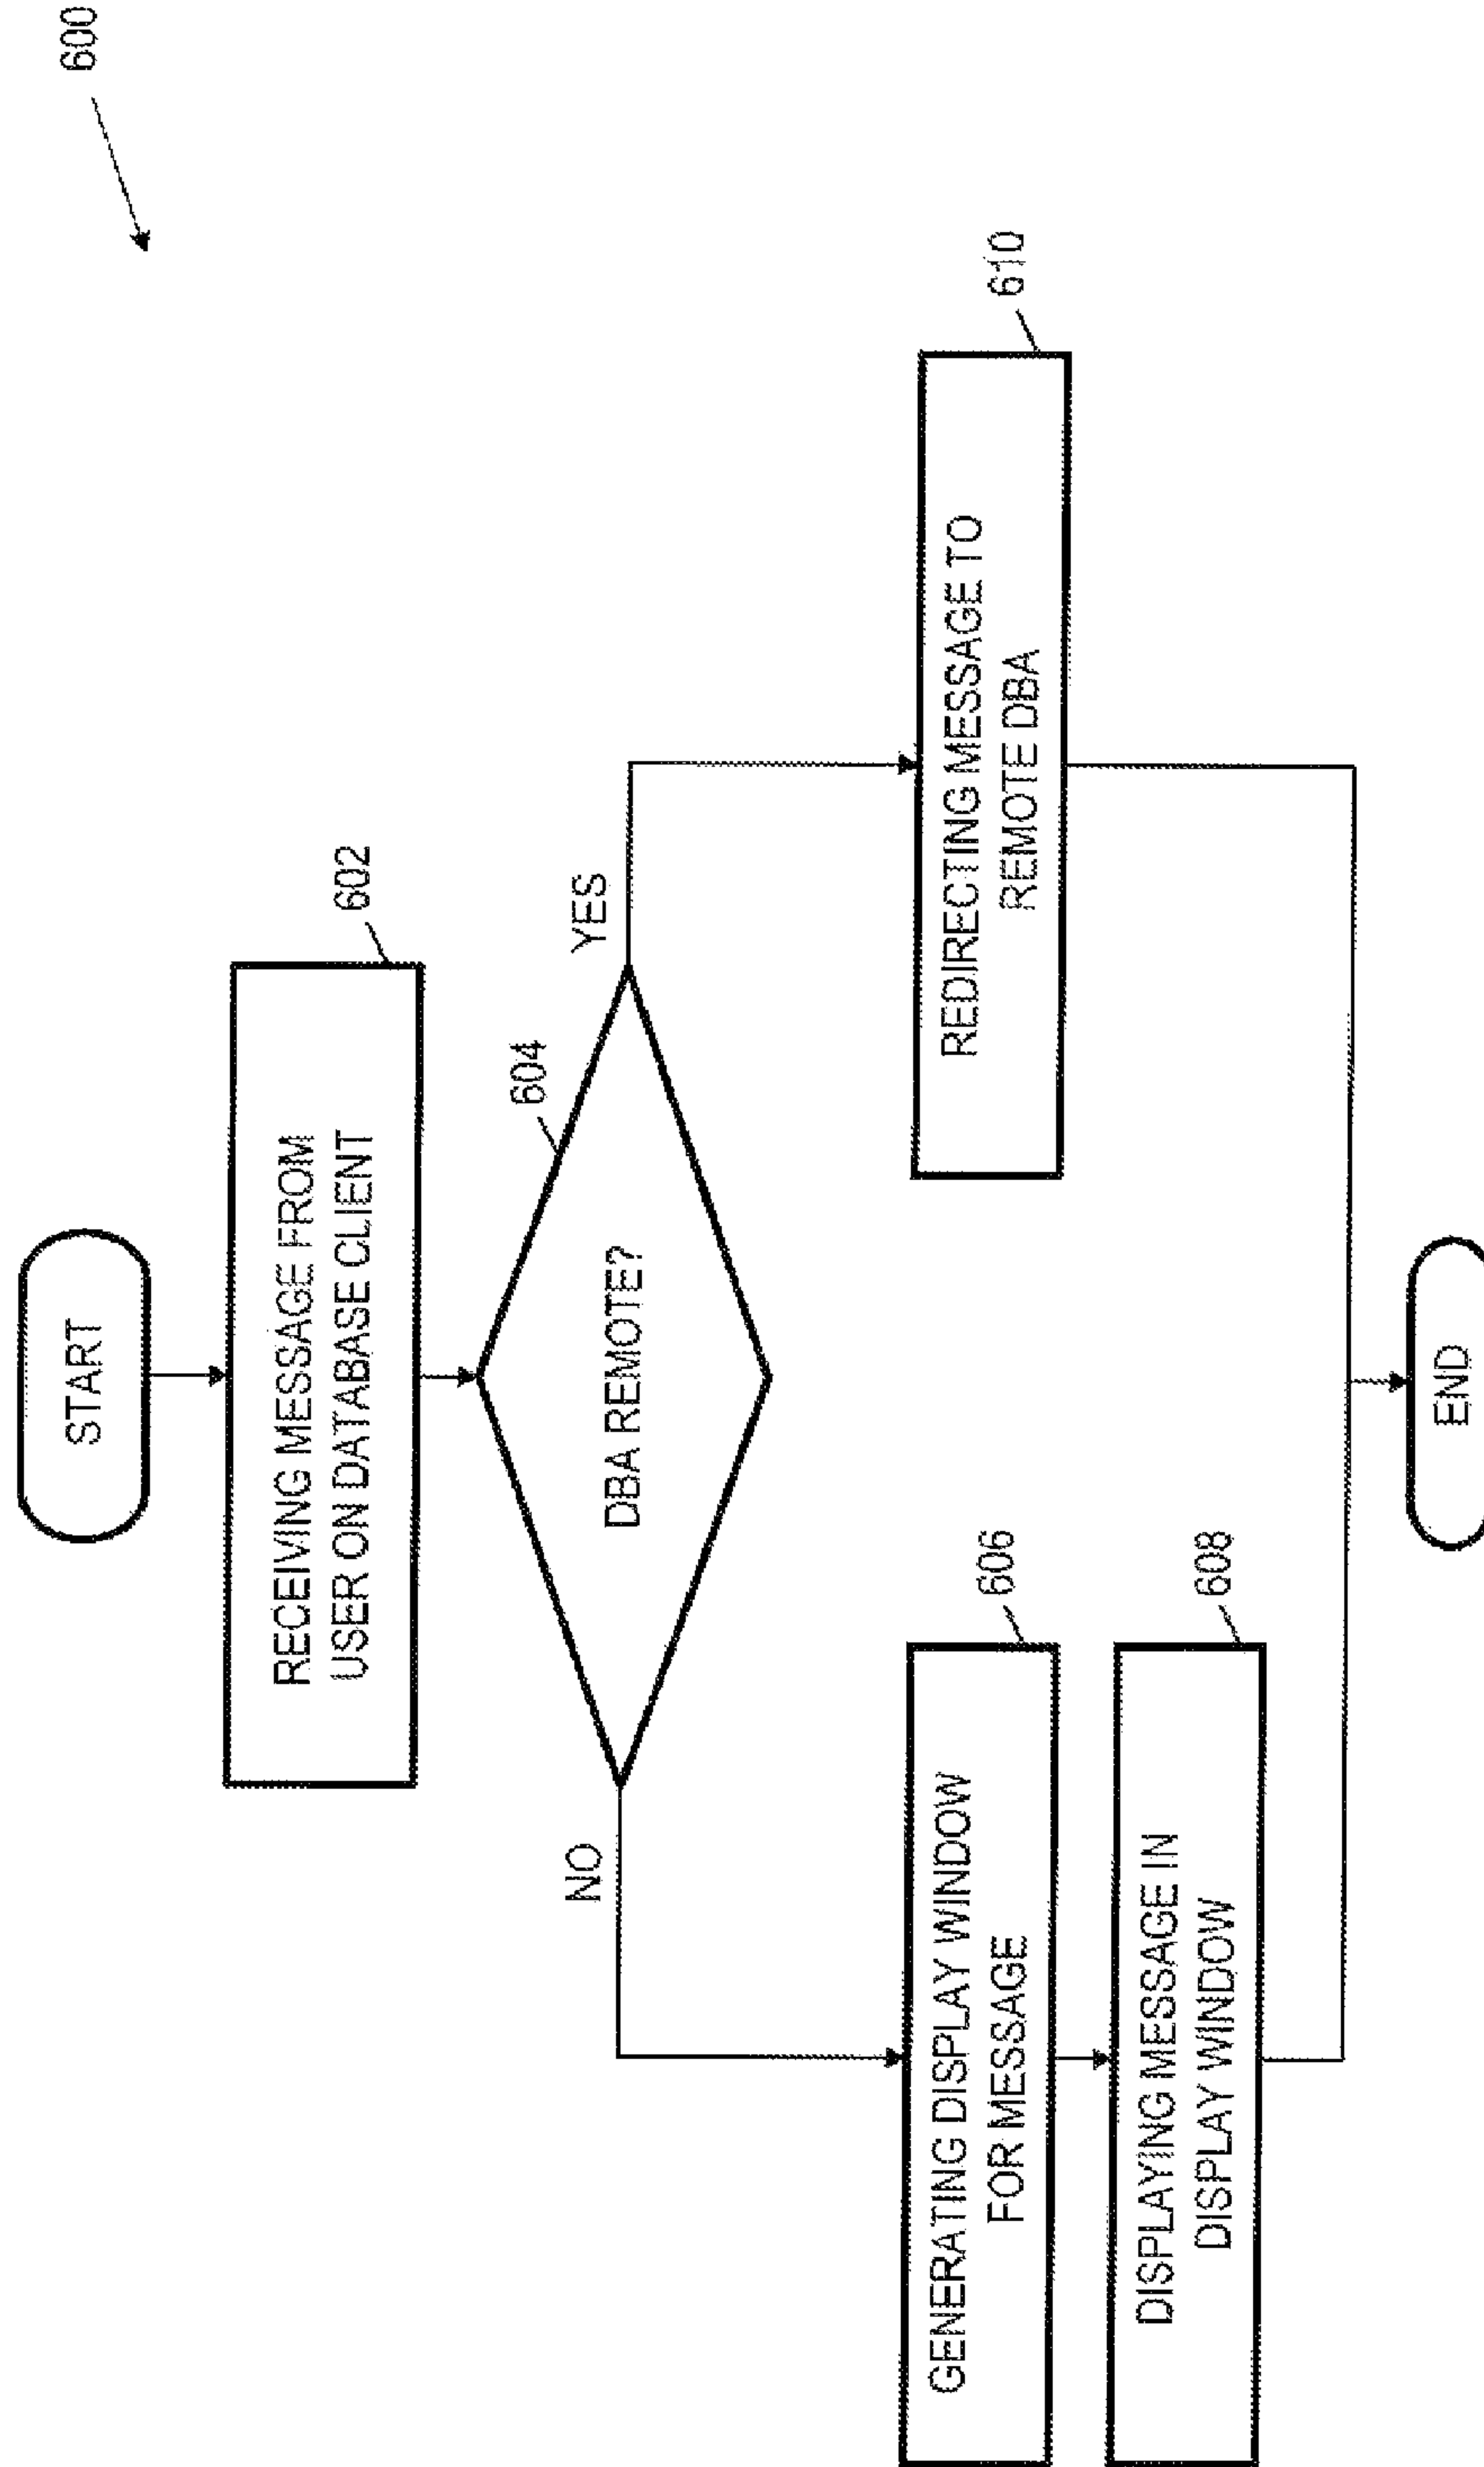 600
START
RECEIVING MESSAGE FROM
USER ON DATABASE CLIENT
602
604
DBA REMOTE?
NO
YES
GENERATING DISPLAY WINDOW
FOR MESSAGE
606
DISPLAYING MESSAGE IN
DISPLAY WINDOW
608
REDIRECTING MESSAGE TO
REMOTE DBA
610
END